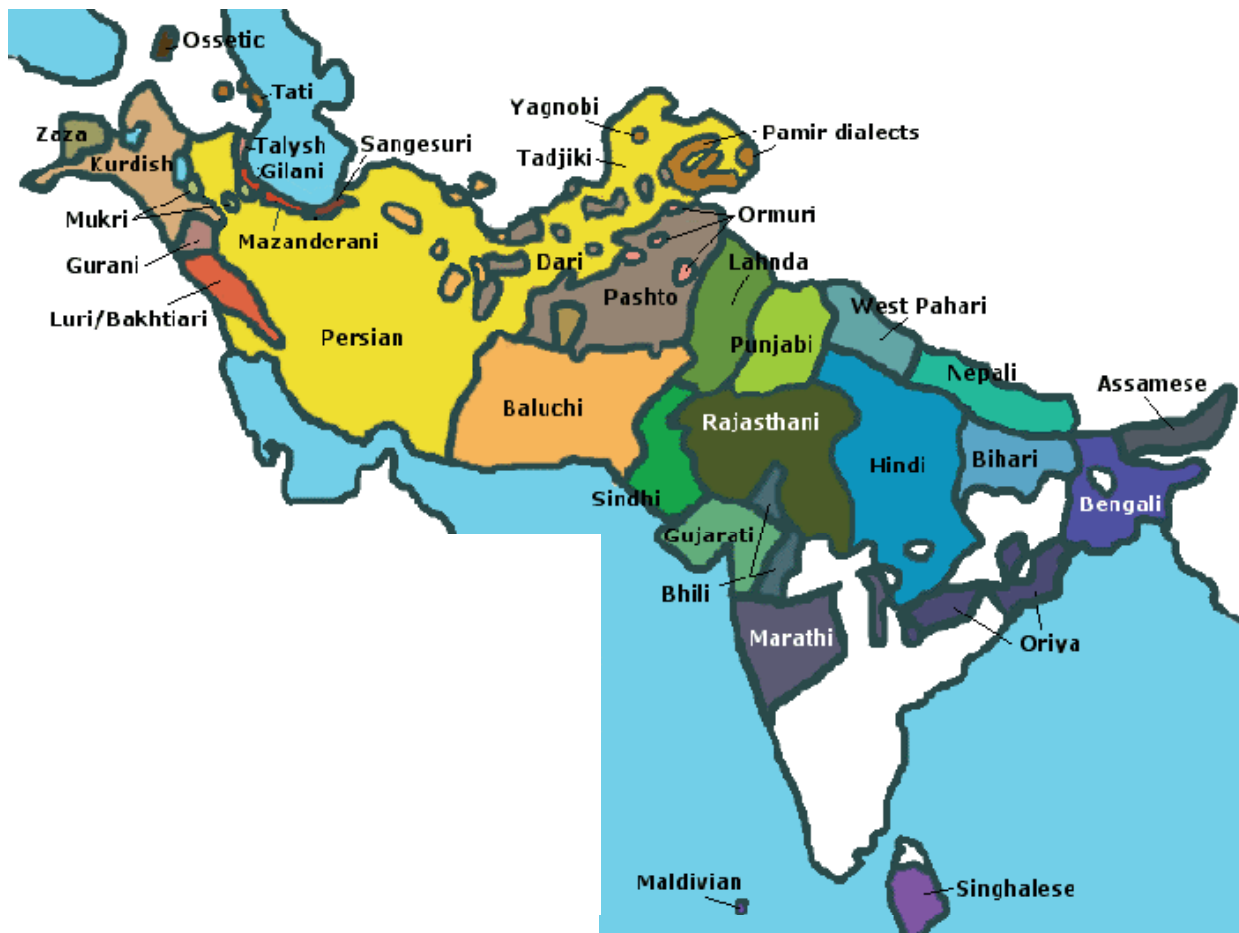 Ossetic
Tati
Zaza
Talysh
Sangesuri
Yagnobi
Pamir dialects
Tadjiki
Kurdish
Gilani
Mukri
Mazanderani
Ormuri
Gurani
Dari
Lahnda
Luri/Bakhtiari
Pashto
West Pahari
Persian
Punjabi
Nepali
Assamese
Baluchi
Rajasthani
Hindi
Bihari
Sindhi
Bengali
Gujarati
Bhili
Marathi
Oriya
Maldivian
Singhalese